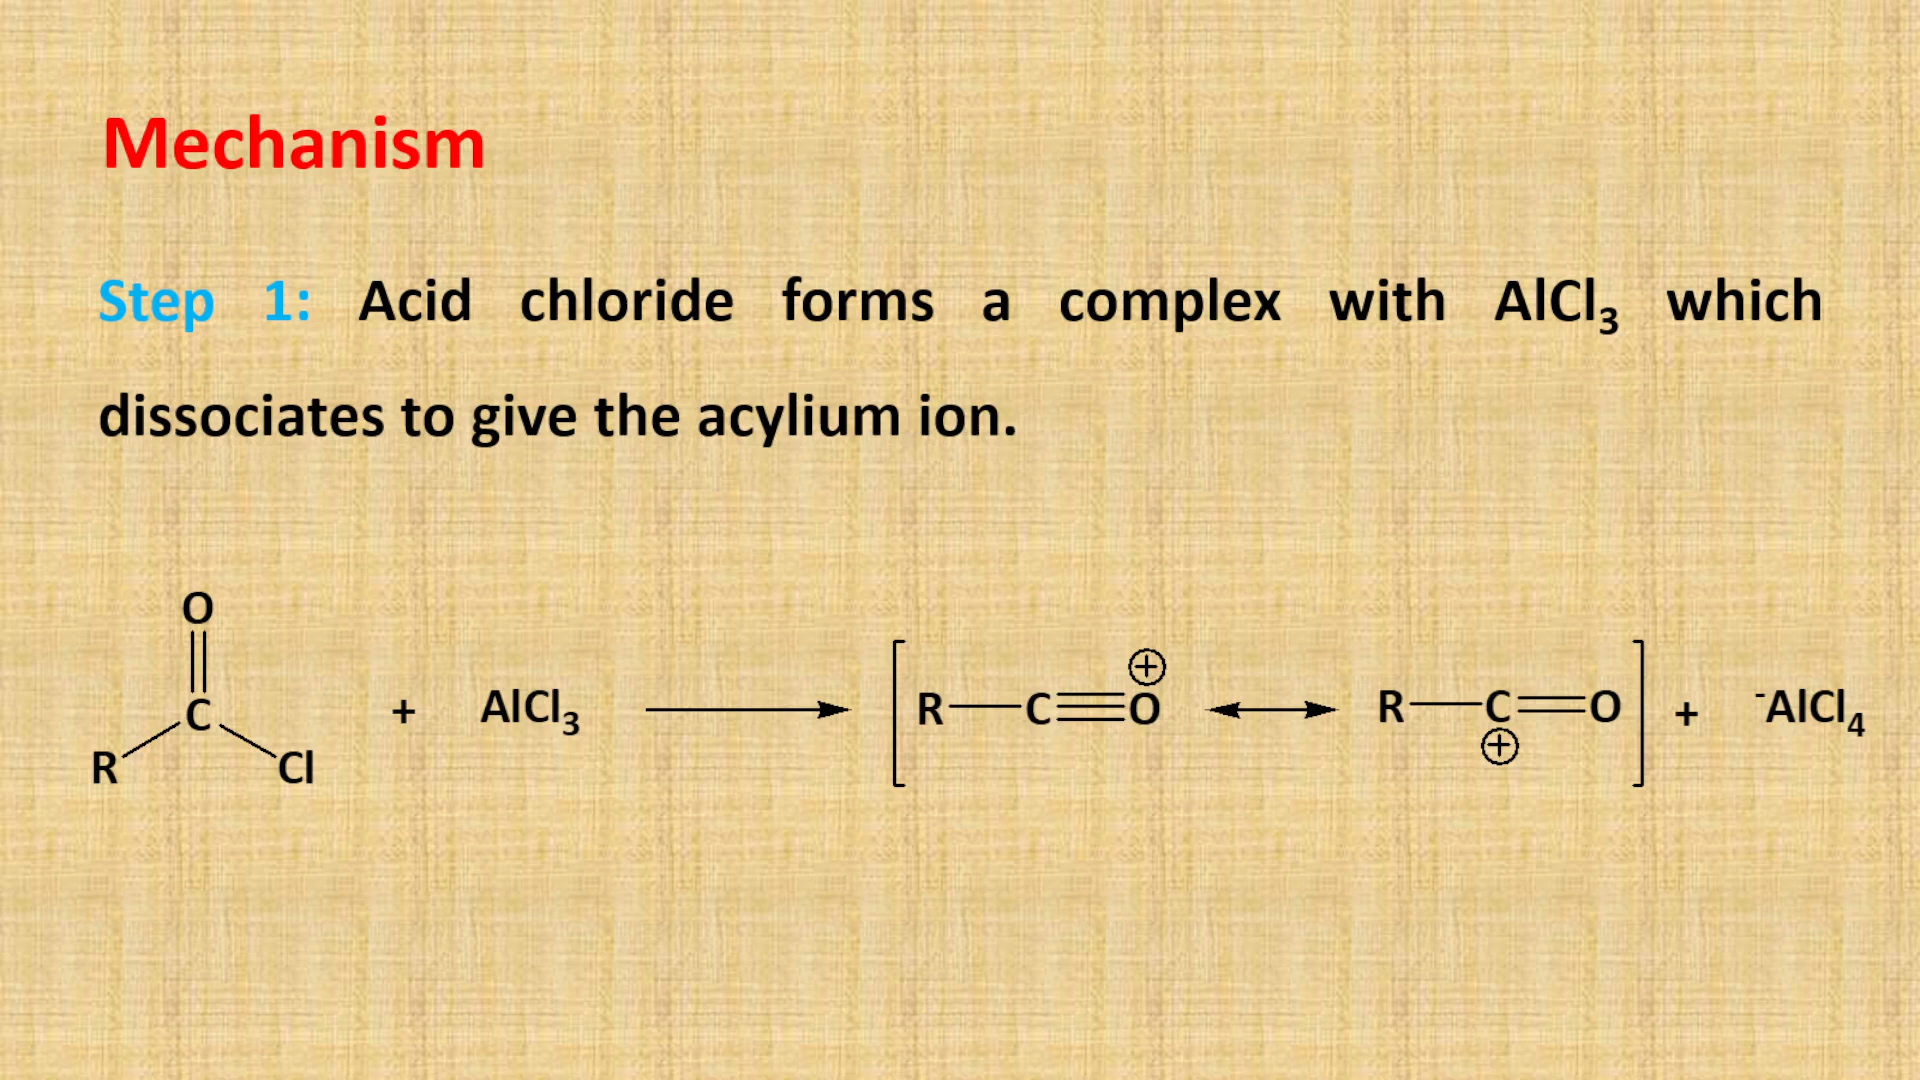 Mechanism
Step 1: Acid chloride forms a complex with AlCl₃ which
dissociates to give the acylium ion.
O
C
R
Cl
+ AlCl₃
R C O ⊕
R C O ⊕
+ ⁻AlCl₄